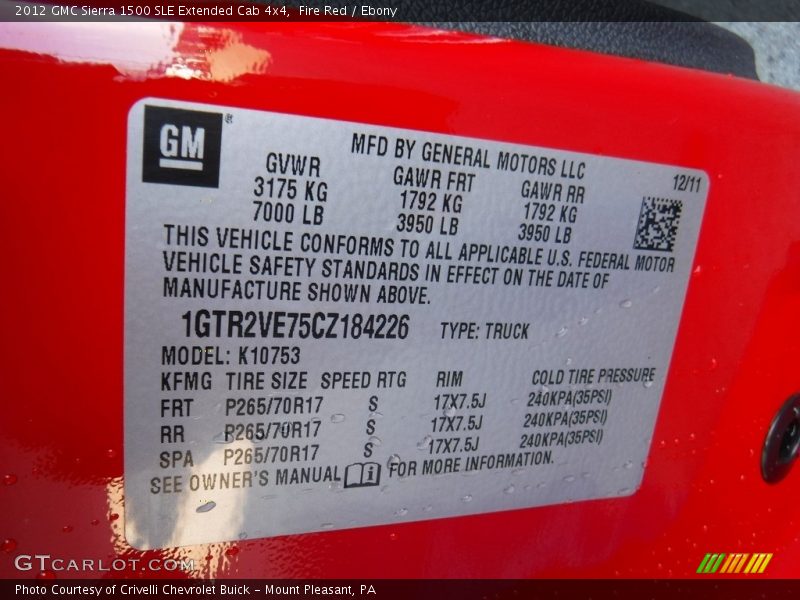 2012 GMC Sierra 1500 SLE Extended Cab 4x4,  Fire Red / Ebony
GM®
MFD BY GENERAL MOTORS LLC
GVWR GAWR FRT GAWR RR 12/11
3175 KG 1792 KG 1792 KG
7000 LB 3950 LB 3950 LB
THIS VEHICLE CONFORMS TO ALL APPLICABLE U.S. FEDERAL MOTOR
VEHICLE SAFETY STANDARDS IN EFFECT ON THE DATE OF
MANUFACTURE SHOWN ABOVE.
1GTR2VE75CZ184226 TYPE: TRUCK
MODEL: K10753
KFMG TIRE SIZE SPEED RTG RIM COLD TIRE PRESSURE
FRT P265/70R17 S 17X7.5J 240KPA(35PSI)
RR P265/70R17 S 17X7.5J 240KPA(35PSI)
SPA P265/70R17 S 17X7.5J 240KPA(35PSI)
SEE OWNER'S MANUAL i FOR MORE INFORMATION.
GTCARLOT.COM
Photo Courtesy of Crivelli Chevrolet Buick - Mount Pleasant, PA